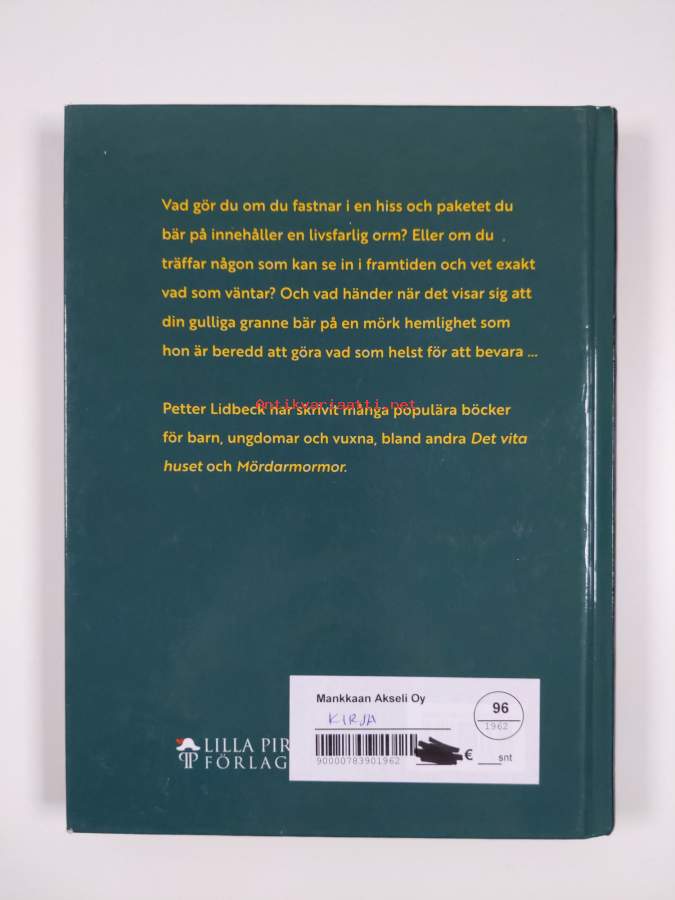 Vad gör du om du fastnar i en hiss och paketet du
bär på innehåller en livsfarlig orm? Eller om du
träffar någon som kan se in i framtiden och vet exakt
vad som väntar? Och vad händer när det visar sig att
din gulliga granne bär på en mörk hemlighet som
hon är beredd att göra vad som helst för att bevara ...
Antikvariaatti.net
Petter Lidbeck har skrivit många populära böcker
för barn, ungdomar och vuxna, bland andra Det vita
huset och Mördarmormor.
Mankkaan Akseli Oy
KIRJA
96
1962
90000783901962
€
snt
LILLA PIR
FÖRLAG